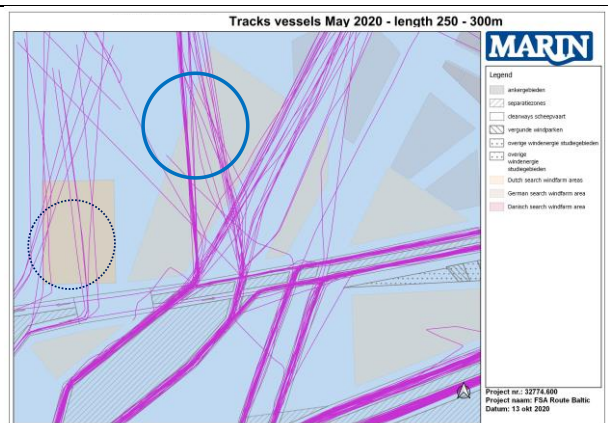 Tracks vessels May 2020 - length 250 - 300m
MARIN
Legend
ankergebieden
separatiezones
clearways scheepvaart
vergunde windparken
overige windenergie studiegebieden
overige
windenergie
studiegebieden
Dutch search windfarm areas
German search windfarm area
Danisch search windfarm area
Project nr.: 32774.600
Project naam: FSA Route Baltic
Datum: 13 okt 2020